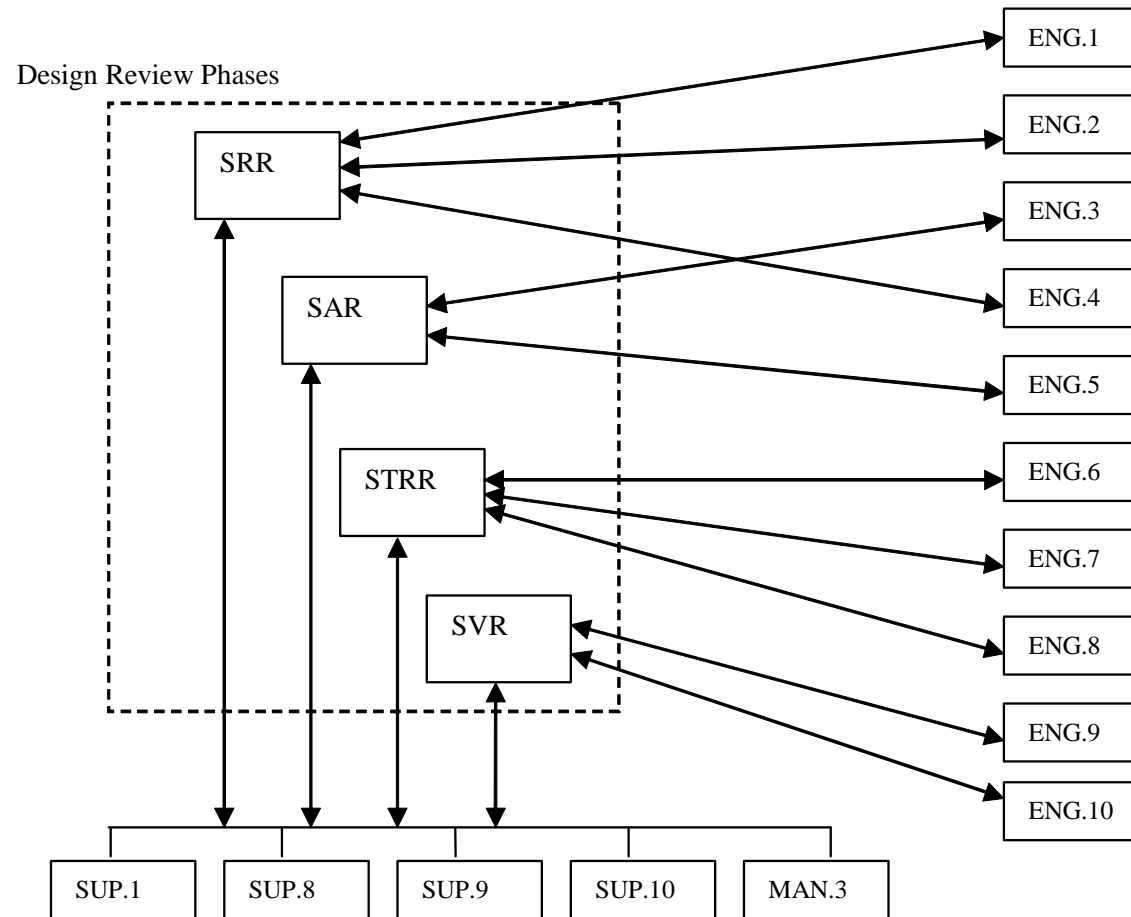 Design Review Phases
SRR
SAR
STRR
SVR
ENG.1
ENG.2
ENG.3
ENG.4
ENG.5
ENG.6
ENG.7
ENG.8
ENG.9
ENG.10
SUP.1
SUP.8
SUP.9
SUP.10
MAN.3